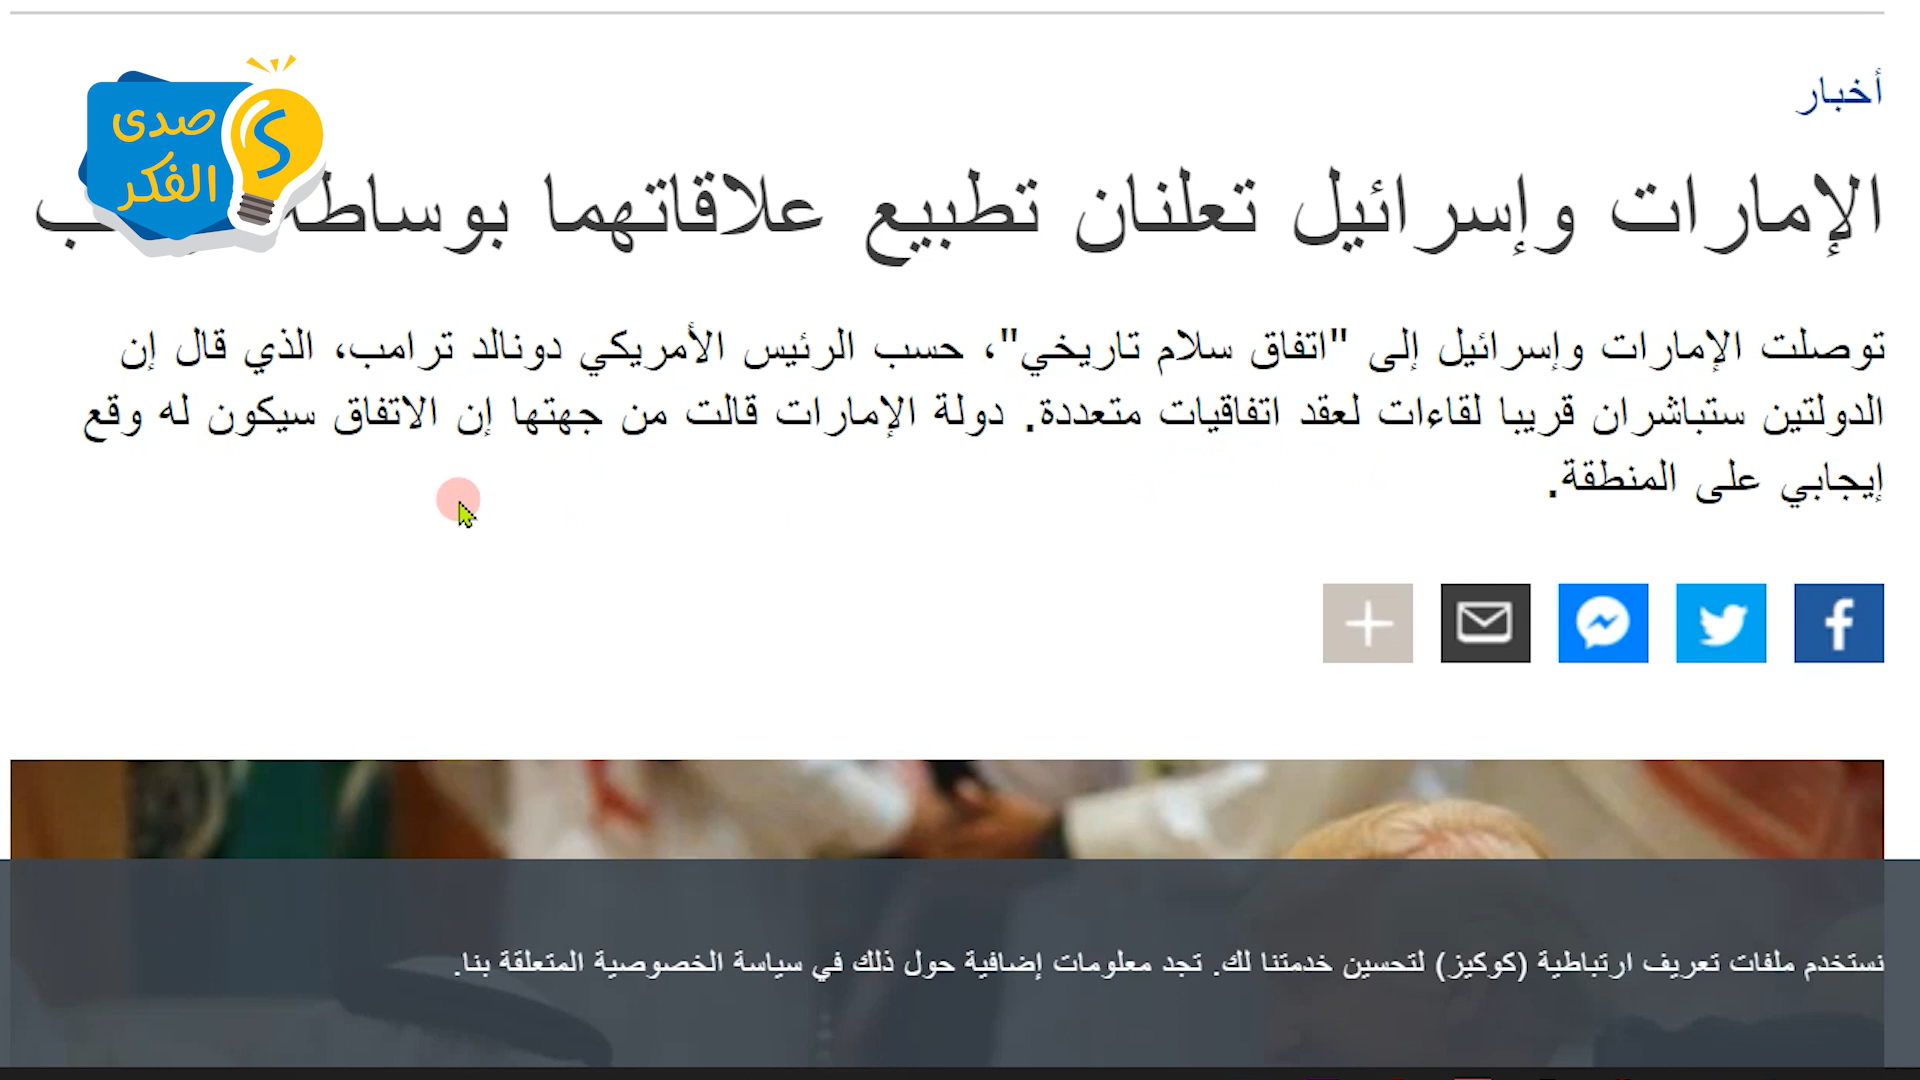 أخبار
صدى
الفكر
الإمارات وإسرائيل تعلنان تطبيع علاقاتهما بوساطة
توصلت الإمارات وإسرائيل إلى "اتفاق سلام تاريخي"، حسب الرئيس الأمريكي دونالد ترامب، الذي قال إن
الدولتين ستباشران قريبا لقاءات لعقد اتفاقيات متعددة. دولة الإمارات قالت من جهتها إن الاتفاق سيكون له وقع
إيجابي على المنطقة.
نستخدم ملفات تعريف ارتباطية (كوكيز) لتحسين خدمتنا لك. تجد معلومات إضافية حول ذلك في سياسة الخصوصية المتعلقة بنا.